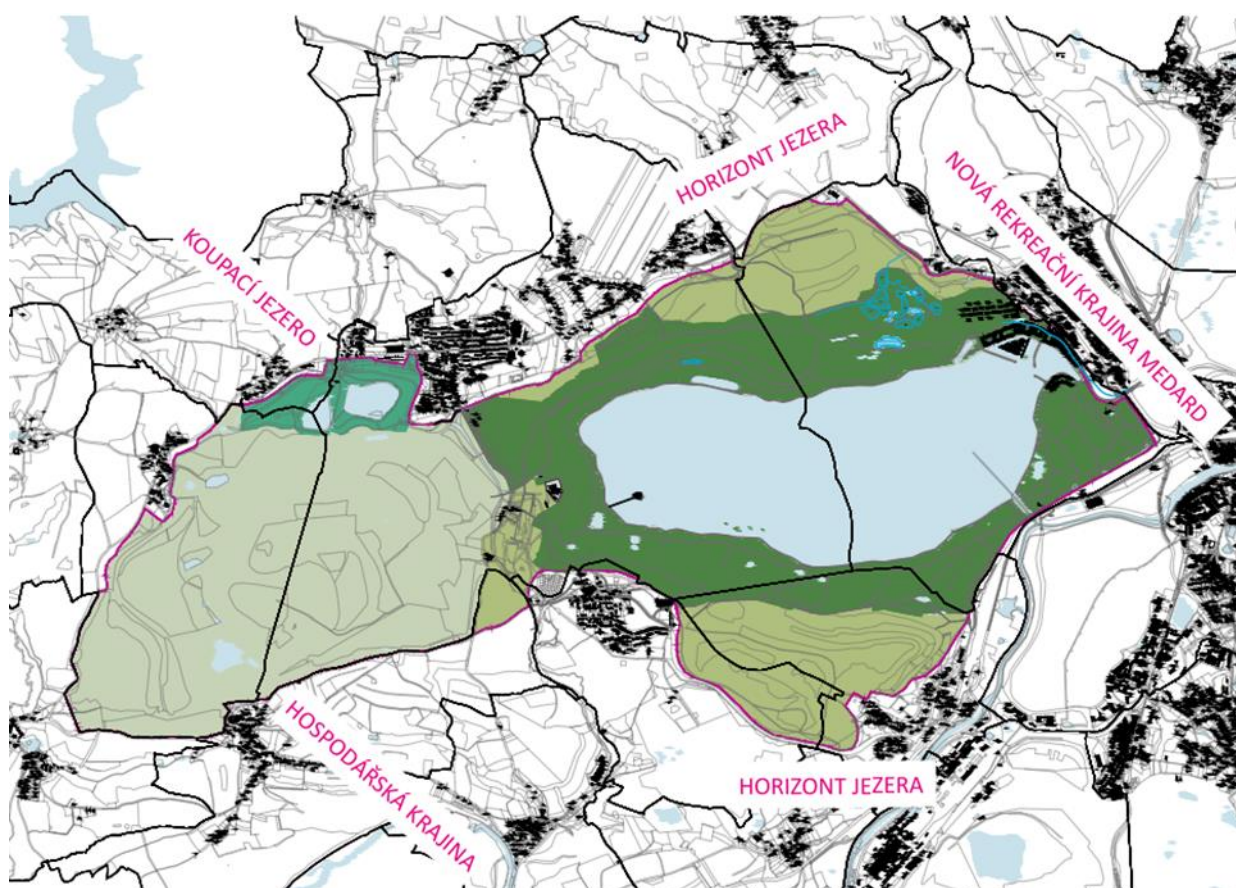 HORIZONT JEZERA
NOVÁ REKREAČNÍ KRAJINA MEDARD
KOUPACÍ JEZERO
HOSPODÁŘSKÁ KRAJINA
HORIZONT JEZERA